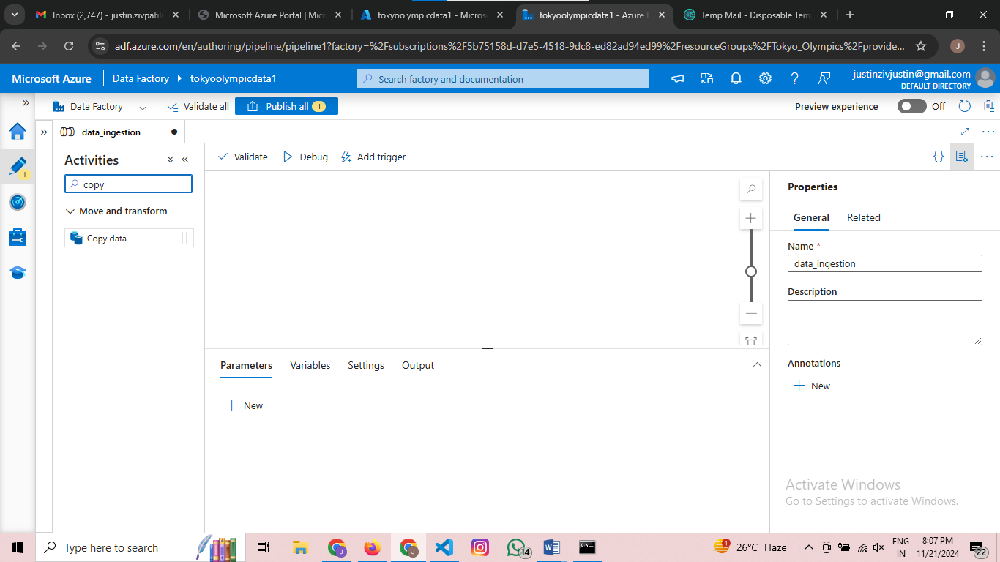 Inbox (2,747) - justin.zivpatil
Microsoft Azure Portal | Micr
tokyoolympicdata1 - Micros
tokyoolympicdata1 - Azure D
Temp Mail - Disposable Tem
adf.azure.com/en/authoring/pipeline/pipeline1?factory=%2Fsubscriptions%2F5b75158d-d7e5-4518-9dc8-ed82ad94ed99%2FresourceGroups%2FTokyo_Olympics%2Fprovide...
J
Microsoft Azure
Data Factory
tokyoolympicdata1
Search factory and documentation
justinzivjustin@gmail.com
DEFAULT DIRECTORY
Data Factory
Validate all
Publish all 1
Preview experience
Off
data_ingestion
Activities
Validate
Debug
Add trigger
{}
1
copy
Move and transform
Copy data
Properties
General
Related
Name *
data_ingestion
Description
Annotations
New
Parameters
Variables
Settings
Output
New
Activate Windows
Go to Settings to activate Windows.
Type here to search
J
J
14
1
26°C Haze
ENG
IN
8:07 PM
11/21/2024
22